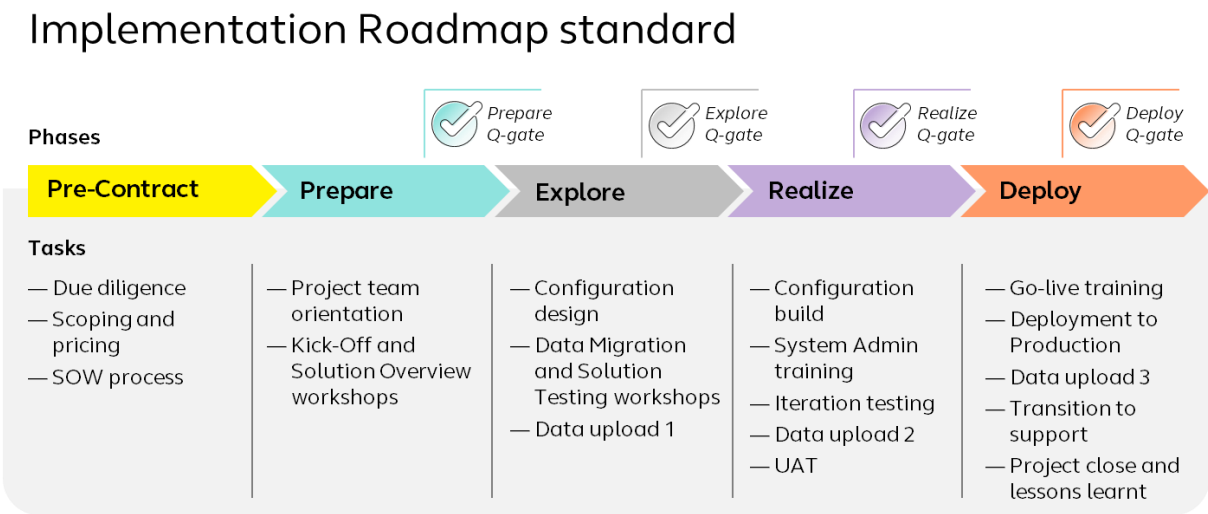 Implementation Roadmap standard
Prepare
Q-gate
Explore
Q-gate
Realize
Q-gate
Deploy
Q-gate
Phases
Pre-Contract
Prepare
Explore
Realize
Deploy
Tasks
— Due diligence
— Scoping and
pricing
— SOW process
— Project team
orientation
— Kick-Off and
Solution Overview
workshops
— Configuration
design
— Data Migration
and Solution
Testing workshops
— Data upload 1
— Configuration
build
— System Admin
training
— Iteration testing
— Data upload 2
— UAT
— Go-live training
— Deployment to
Production
— Data upload 3
— Transition to
support
— Project close and
lessons learnt